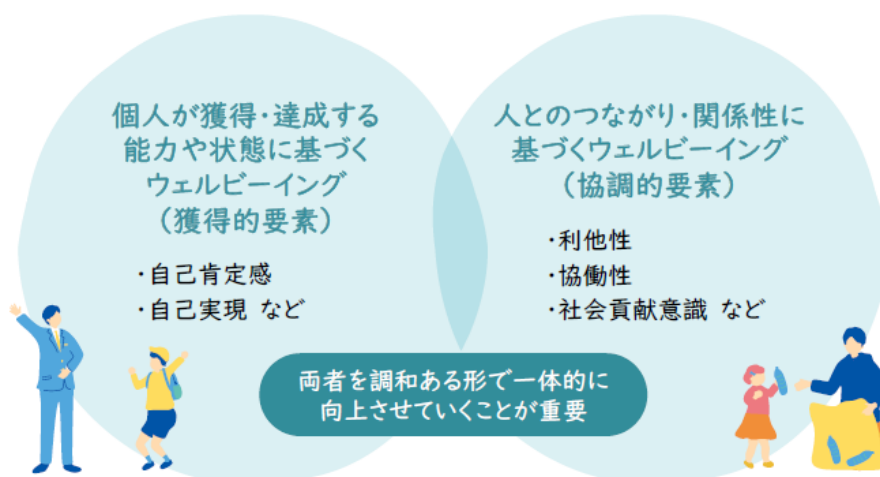 個人が獲得・達成する
能力や状態に基づく
ウェルビーイング
（獲得的要素）
・自己肯定感
・自己実現 など
人とのつながり・関係性に
基づくウェルビーイング
（協調的要素）
・利他性
・協働性
・社会貢献意識 など
両者を調和ある形で一体的に
向上させていくことが重要